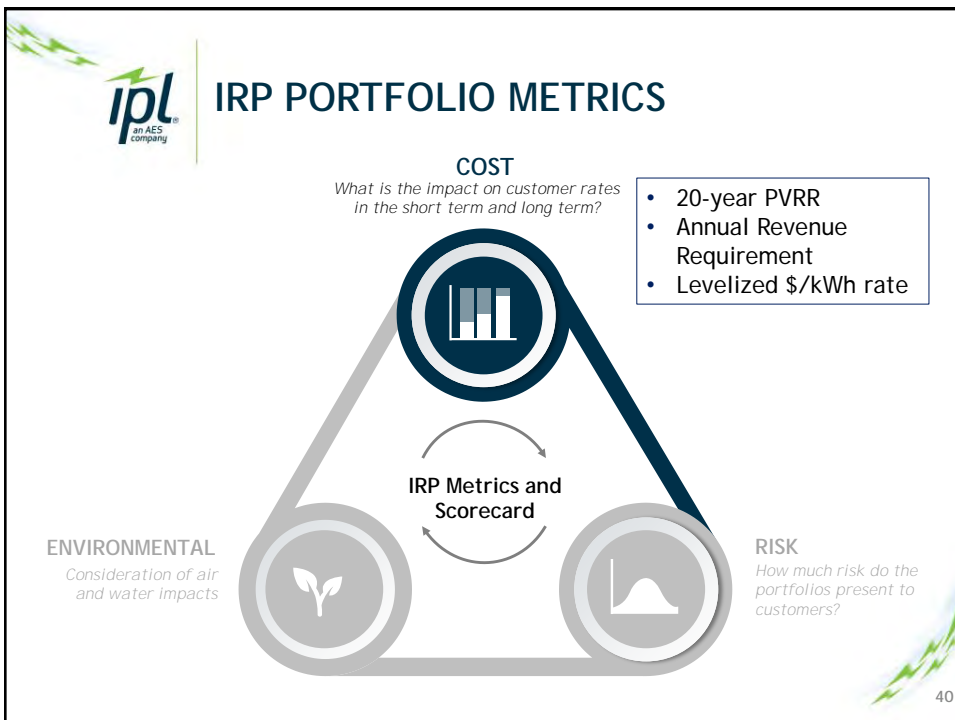 ipl
an AES
company
IRP PORTFOLIO METRICS
COST
What is the impact on customer rates
in the short term and long term?
• 20-year PVRR
• Annual Revenue
Requirement
• Levelized $/kWh rate
IRP Metrics and
Scorecard
ENVIRONMENTAL
Consideration of air
and water impacts
RISK
How much risk do the
portfolios present to
customers?
40